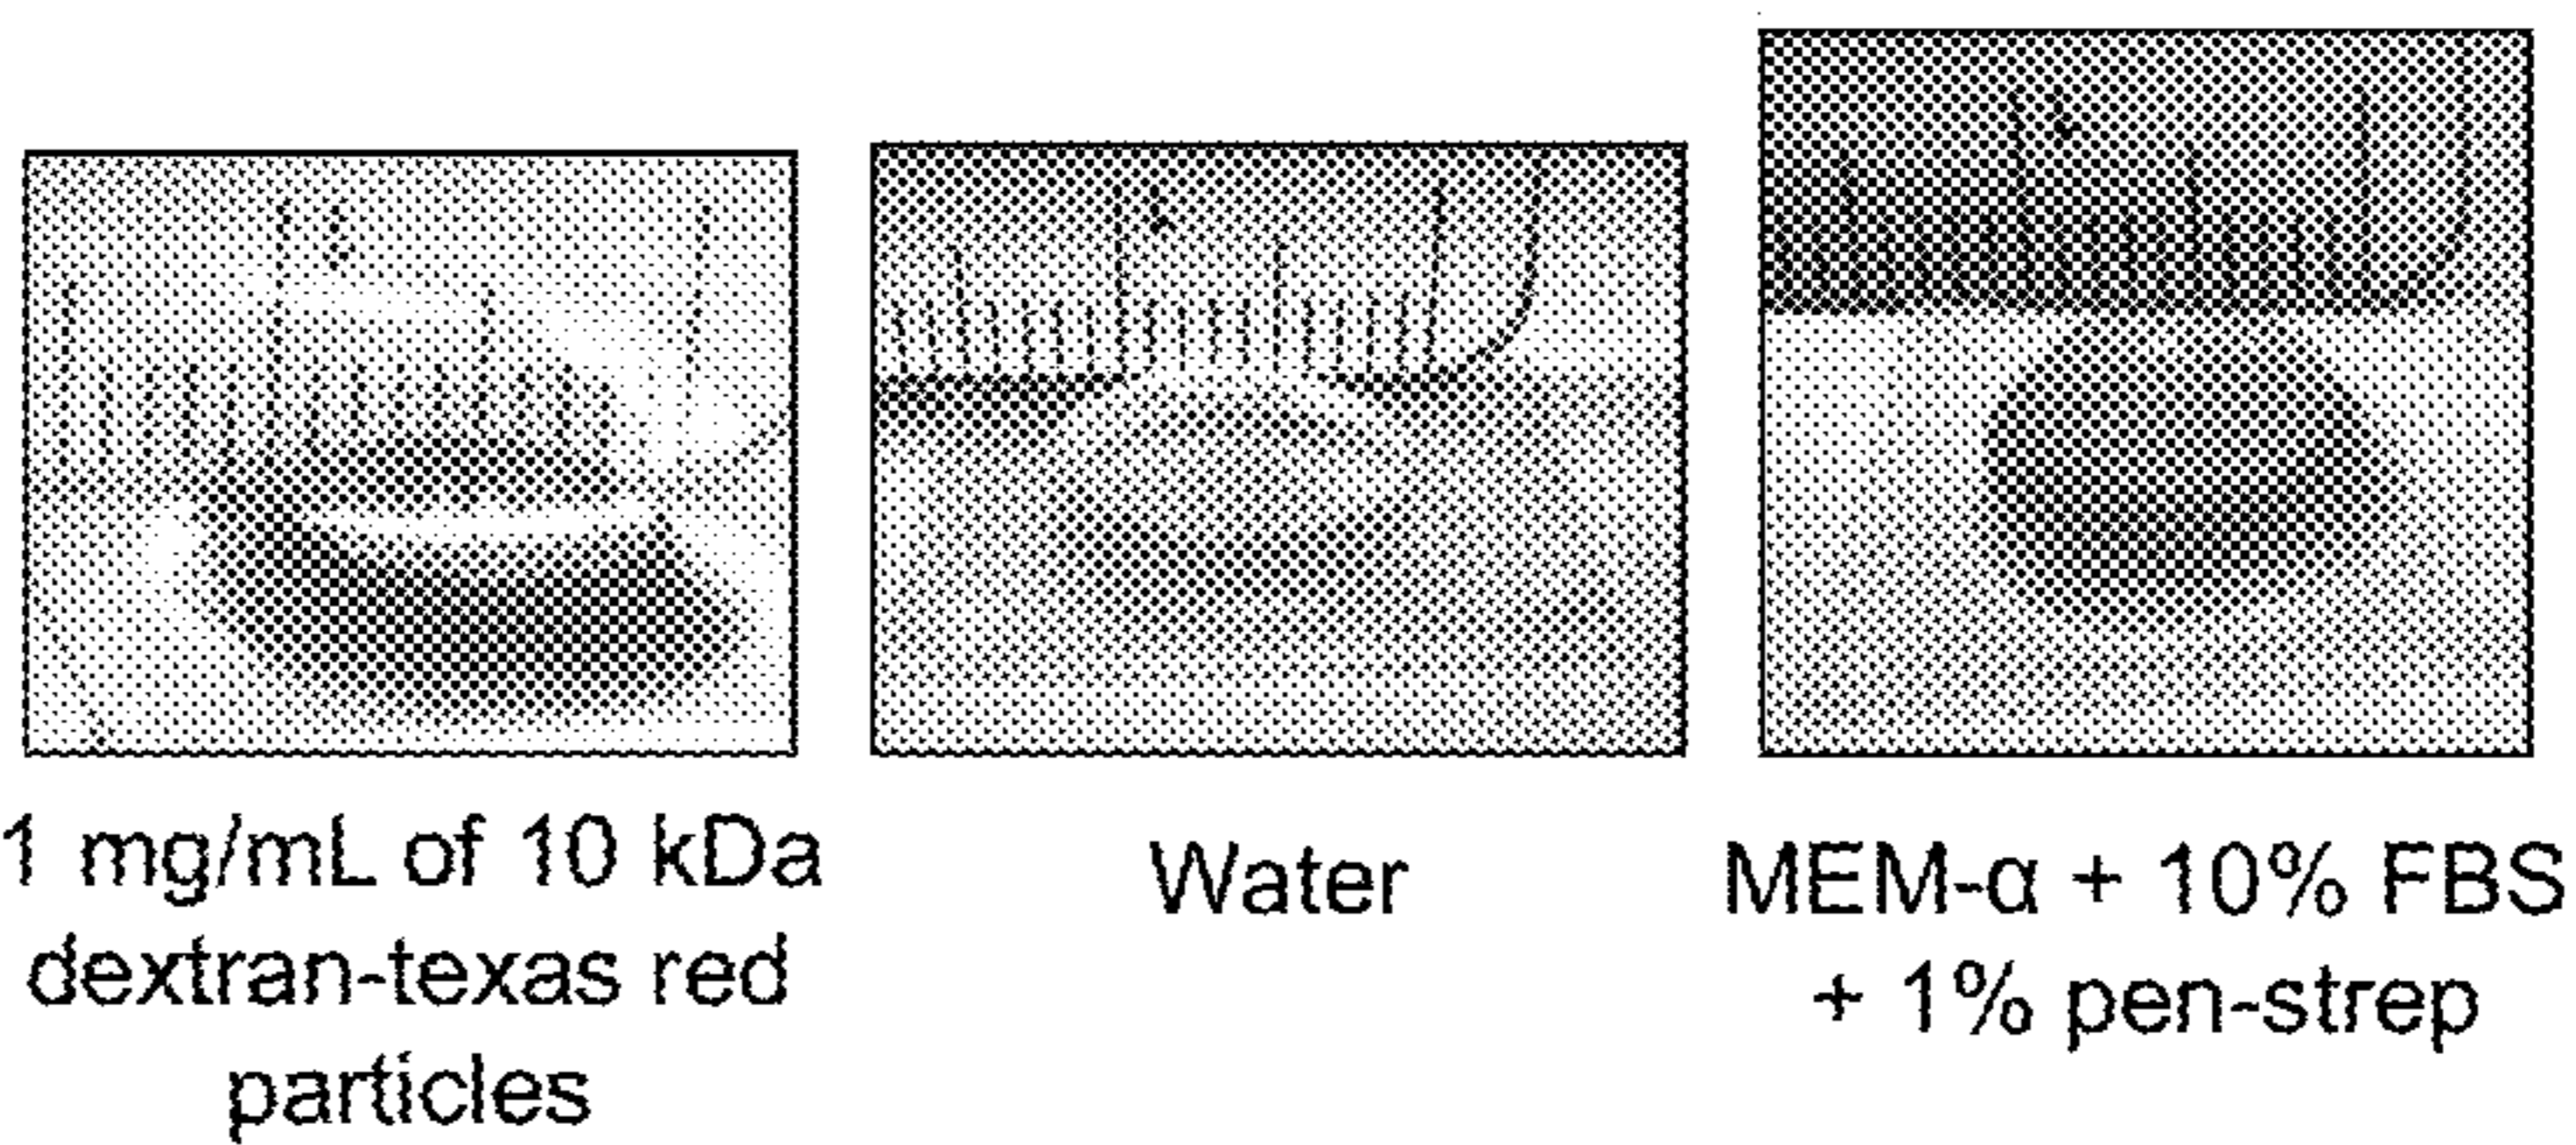 1 mg/mL of 10 kDa
dextran-texas red
particles
Water
MEM-α + 10% FBS
+ 1% pen-strep